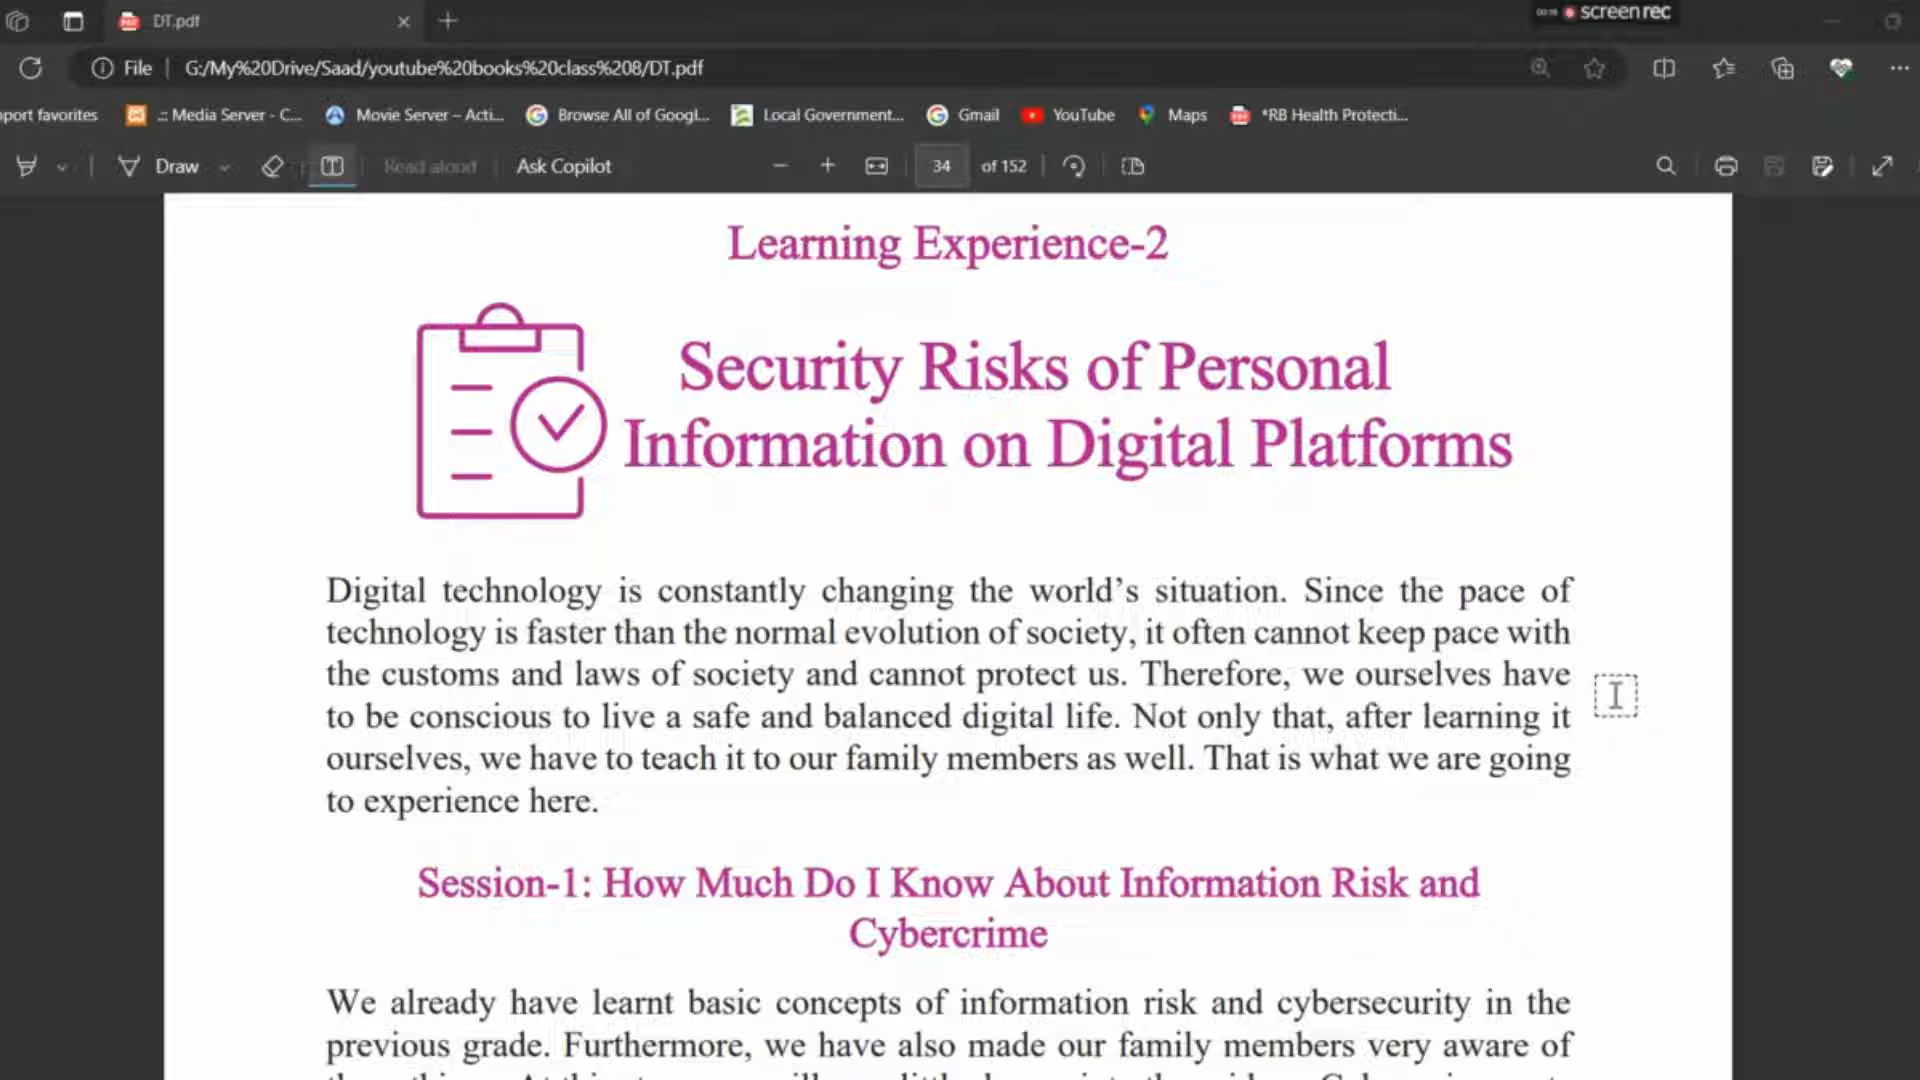 DT.pdf
screenrec
File
G:/My%20Drive/Saad/youtube%20books%20class%208/DT.pdf
port favorites
.:: Media Server - C...
Movie Server – Acti...
Browse All of Googl...
Local Government...
Gmail
YouTube
Maps
*RB Health Protecti...
Draw
Read aloud
Ask Copilot
34
of 152
Learning Experience-2
Security Risks of Personal
Information on Digital Platforms
Digital technology is constantly changing the world’s situation. Since the pace of
technology is faster than the normal evolution of society, it often cannot keep pace with
the customs and laws of society and cannot protect us. Therefore, we ourselves have
to be conscious to live a safe and balanced digital life. Not only that, after learning it
ourselves, we have to teach it to our family members as well. That is what we are going
to experience here.
Session-1: How Much Do I Know About Information Risk and
Cybercrime
We already have learnt basic concepts of information risk and cybersecurity in the
previous grade. Furthermore, we have also made our family members very aware of